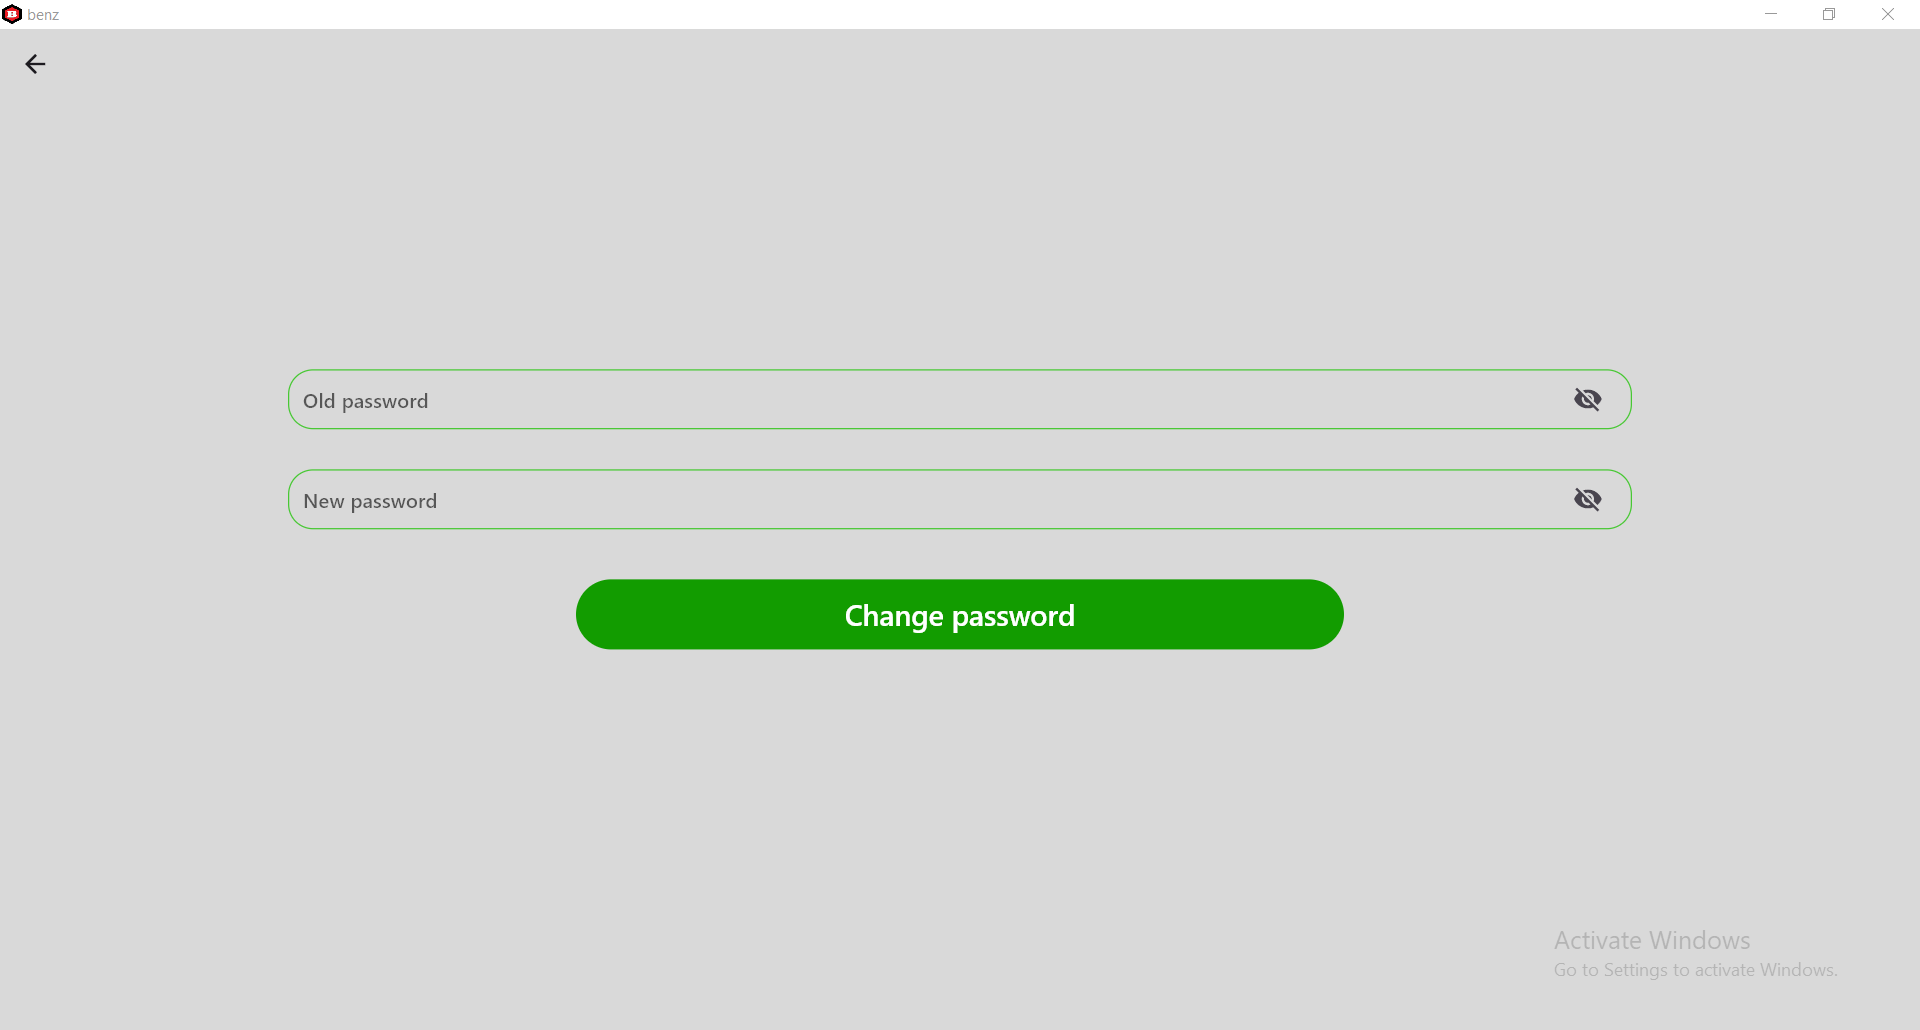 benz
Old password
New password
Change password
Activate Windows
Go to Settings to activate Windows.